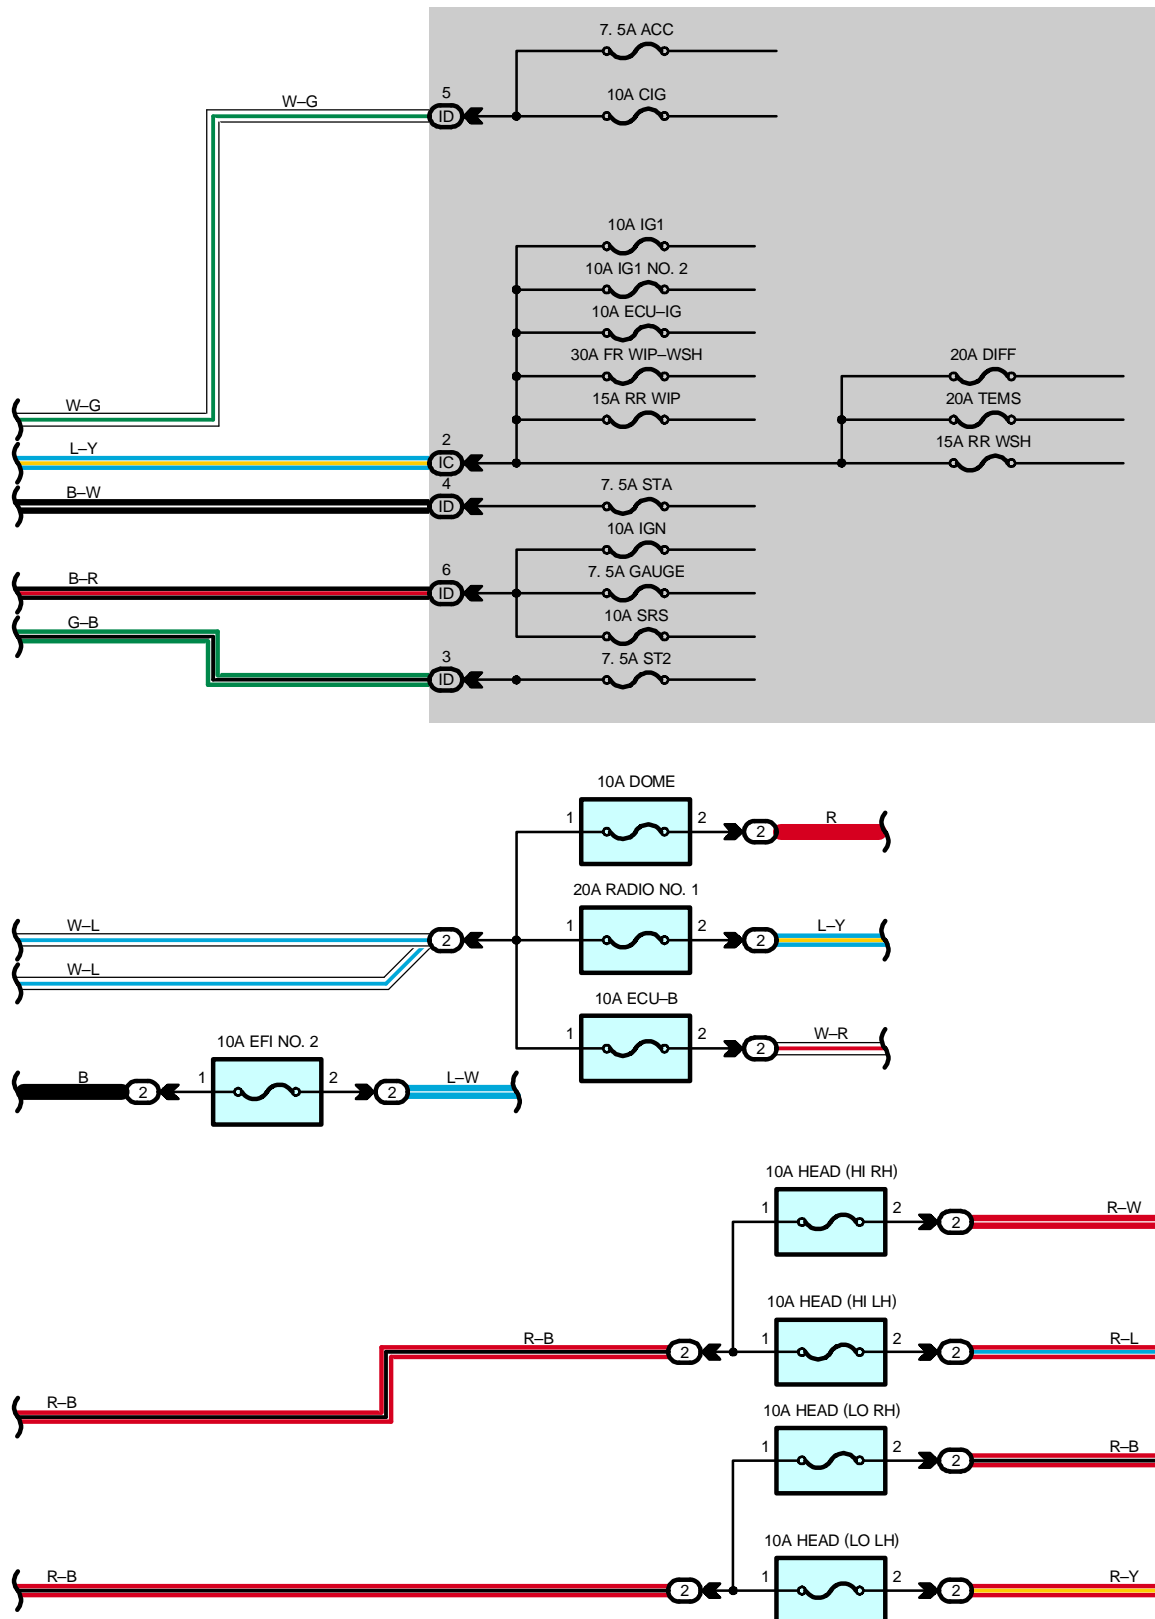 7. 5A ACC
5
W–G
ID
10A CIG
10A IG1
10A IG1 NO. 2
10A ECU–IG
30A FR WIP–WSH
20A DIFF
W–G
15A RR WIP
20A TEMS
L–Y
2
IC
15A RR WSH
B–W
4
ID
7. 5A STA
10A IGN
B–R
6
ID
7. 5A GAUGE
G–B
10A SRS
3
ID
7. 5A ST2
10A DOME
1
2
2
R
20A RADIO NO. 1
W–L
2
1
2
2
L–Y
W–L
10A ECU–B
1
2
2
W–R
10A EFI NO. 2
B
2
1
2
2
L–W
10A HEAD (HI RH)
1
2
2
R–W
10A HEAD (HI LH)
R–B
2
1
2
2
R–L
R–B
10A HEAD (LO RH)
1
2
2
R–B
10A HEAD (LO LH)
R–B
2
1
2
2
R–Y